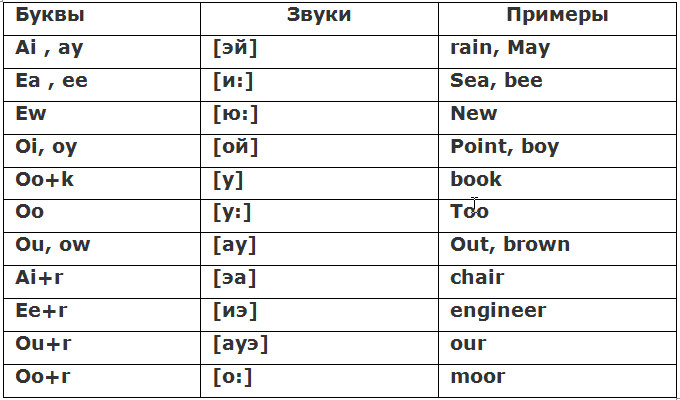 Буквы Звуки Примеры
Ai , ay [эй] rain, May
Ea , ee [и:] Sea, bee
Ew [ю:] New
Oi, oy [ой] Point, boy
Oo+k [у] book
Oo [у:] Too
Ou, ow [ау] Out, brown
Ai+r [эа] chair
Ee+r [иэ] engineer
Ou+r [ауэ] our
Oo+r [о:] moor